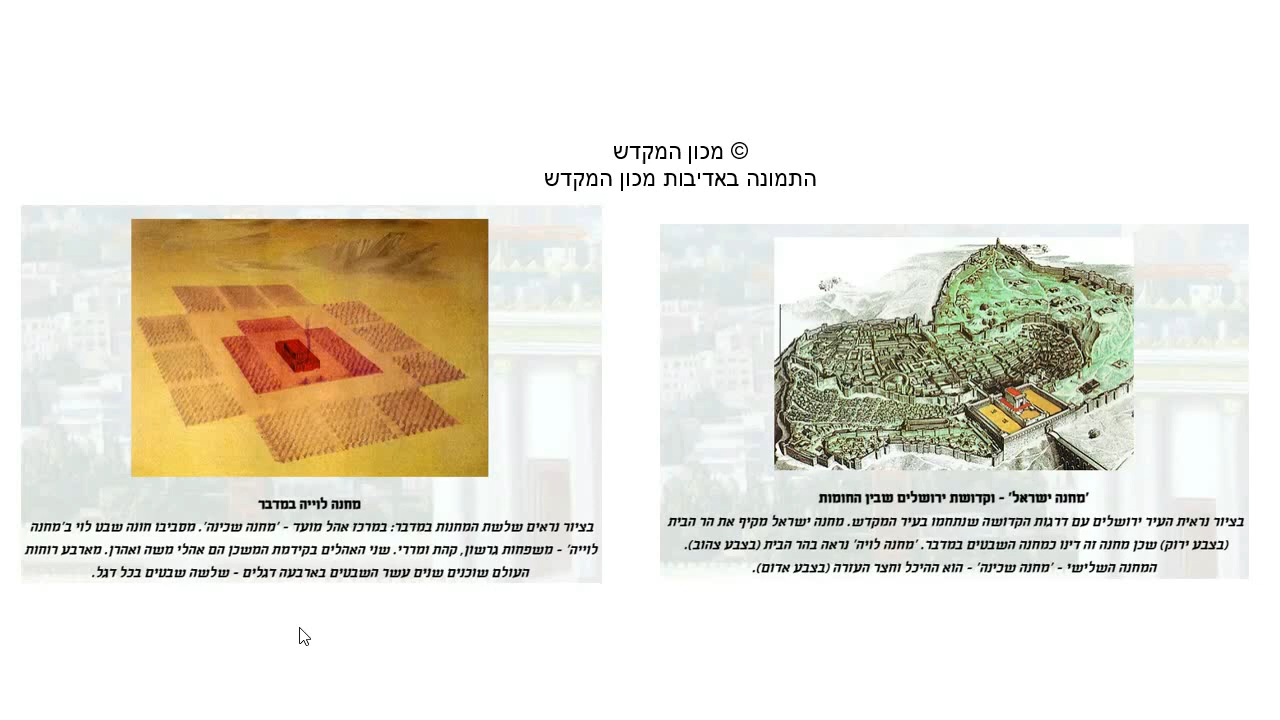 © מכון המקדש
התמונה באדיבות מכון המקדש
'מחנה ישראל' - וקדושת ירושלים שבין החומות
בציור נראית העיר ירושלים עם דרגות הקדושה שנתחמו בעיר המקדש. מחנה ישראל מקיף את הר הבית
(בצבע ירוק) שכן מחנה זה דינו כמחנה השבטים במדבר. 'מחנה לויה' נראה בהר הבית (בצבע צהוב).
המחנה השלישי - 'מחנה שכינה' - הוא ההיכל וחצר העזרה (בצבע אדום).
מחנה לוייה במדבר
בציור נראים שלשת המחנות במדבר: במרכז אהל מועד - 'מחנה שכינה'. מסביבו חונה שבט לוי ב'מחנה
לוייה' - משפחות גרשון, קהת ומררי. שני האהלים בקידמת המשכן הם אהלי משה ואהרן. מארבע רוחות
העולם שוכנים שנים עשר השבטים בארבעה דגלים - שלשה שבטים בכל דגל.